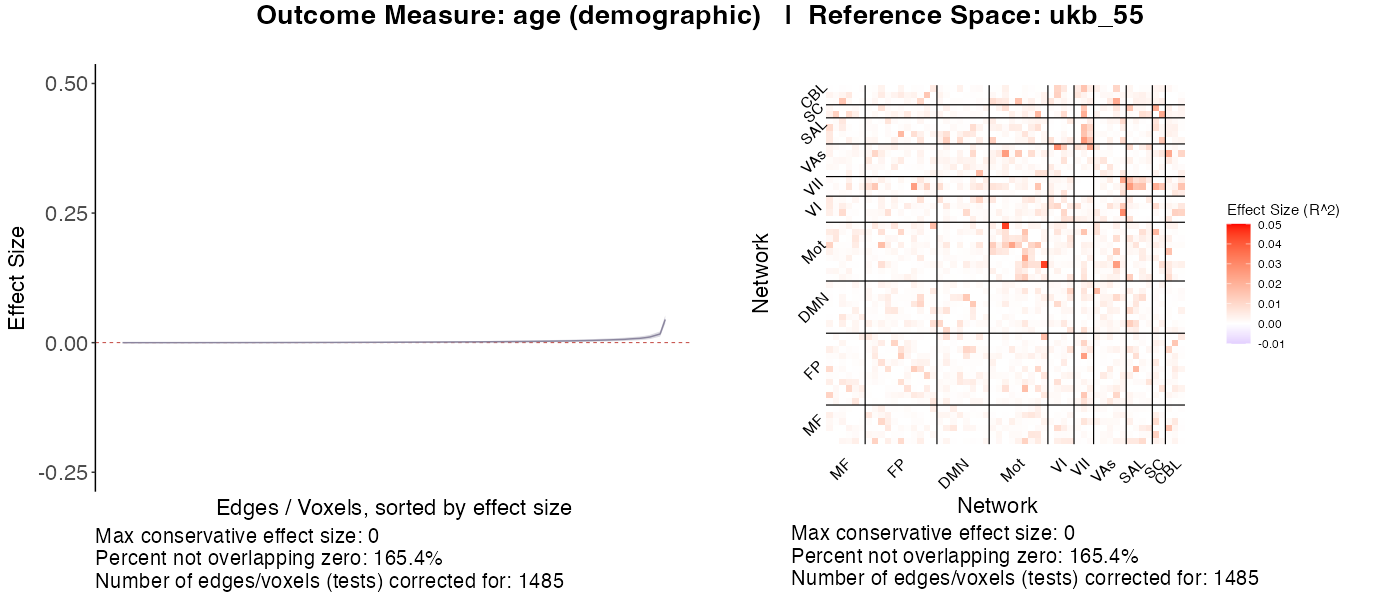 Outcome Measure: age (demographic) | Reference Space: ukb_55
0.50
0.25
0.00
-0.25
Effect Size
Edges / Voxels, sorted by effect size
Max conservative effect size: 0
Percent not overlapping zero: 165.4%
Number of edges/voxels (tests) corrected for: 1485
CBL
SC
SAL
VAs
VII
VI
Mot
DMN
FP
MF
Network
MF FP DMN Mot VI VII VAs SAL SC CBL
Network
Max conservative effect size: 0
Percent not overlapping zero: 165.4%
Number of edges/voxels (tests) corrected for: 1485
Effect Size (R^2)
0.05
0.04
0.03
0.02
0.01
0.00
-0.01